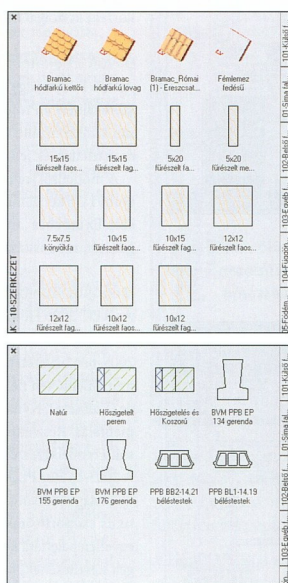 ×
Bramac hódfarkú kettős
Bramac hódfarkú lovag
Bramac_Római (1) - Ereszcsat...
Fémlemez fedésű
15x15 fűrészelt faos...
15x15 fűrészelt fag...
5x20 fűrészelt fa...
5x20 fűrészelt me...
7.5x7.5 könyökfa
10x15 fűrészelt faos...
10x15 fűrészelt fag...
12x12 fűrészelt faos...
12x12 fűrészelt fag...
10x12 fűrészelt faos...
10x12 fűrészelt fag...
K - 10-SZERKEZET
101-Külső f...
01-Sima fal
102-Belső f...
103-Egyéb f...
104-Függön...
05-Födém
×
Natúr
Hőszigetelt perem
Hőszigetelés és Koszorú
BVM PPB EP 134 gerenda
BVM PPB EP 155 gerenda
BVM PPB EP 176 gerenda
PPB BB2-14.21 béléstestek
PPB BL1-14.19 béléstestek
101-Külső f...
01-Sima fal
102-Belső f...
103-Egyéb f...